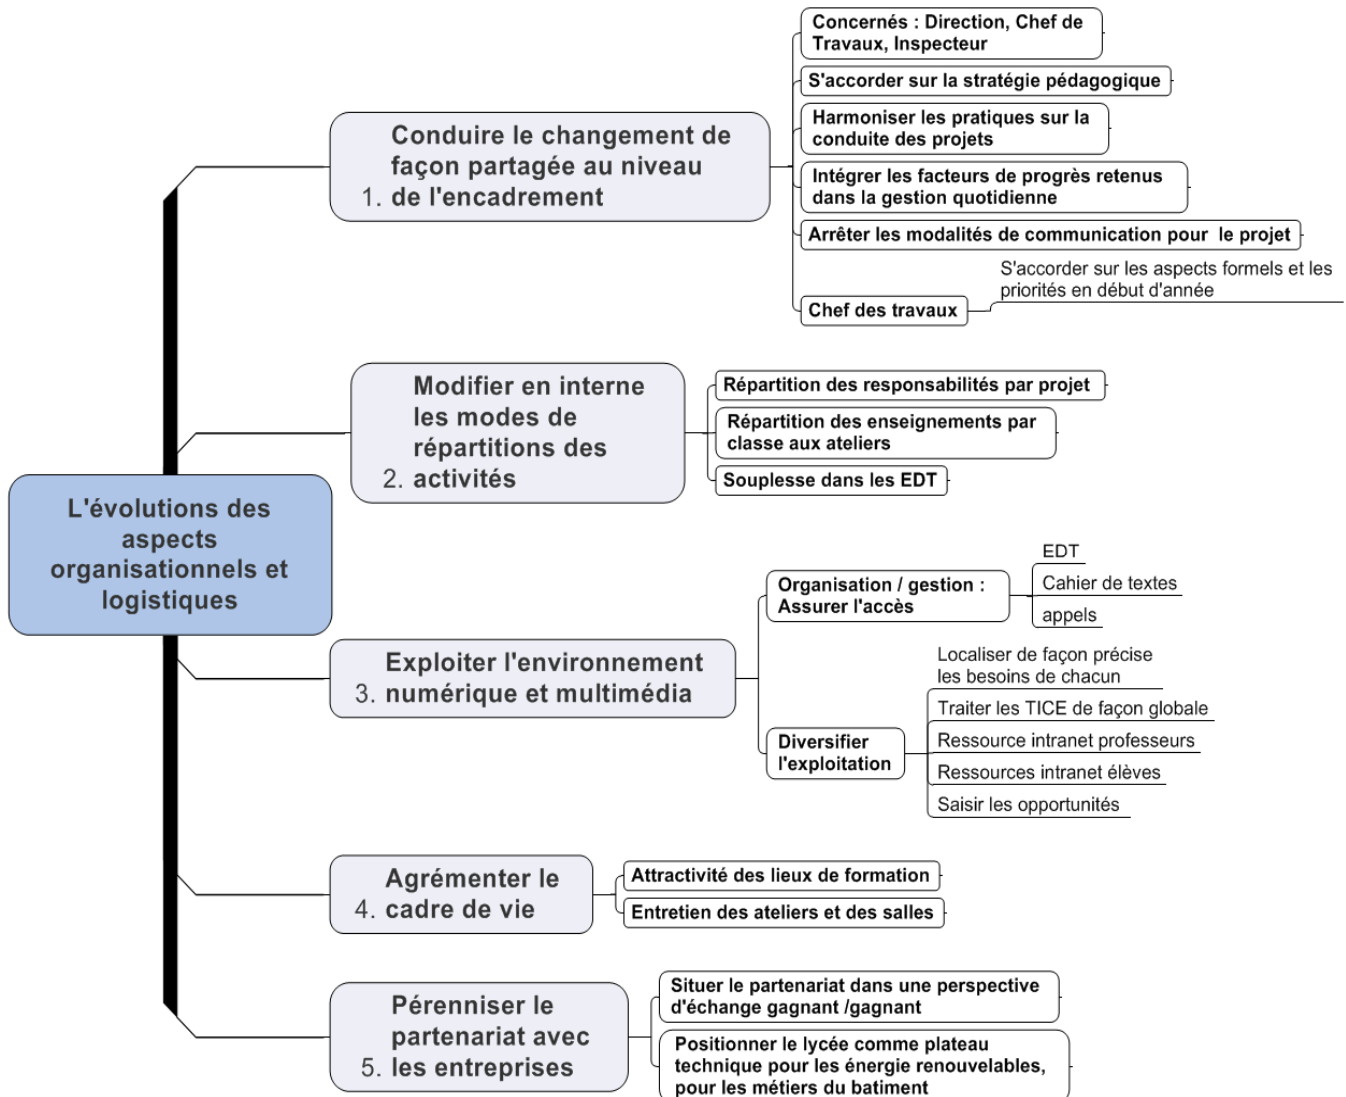 L'évolutions des
aspects
organisationnels et
logistiques
1.
Conduire le changement de
façon partagée au niveau
de l'encadrement
Concernés : Direction, Chef de
Travaux, Inspecteur
S'accorder sur la stratégie pédagogique
Harmoniser les pratiques sur la
conduite des projets
Intégrer les facteurs de progrès retenus
dans la gestion quotidienne
Arrêter les modalités de communication pour le projet
Chef des travaux
S'accorder sur les aspects formels et les
priorités en début d'année
2.
Modifier en interne
les modes de
répartitions des
activités
Répartition des responsabilités par projet
Répartition des enseignements par
classe aux ateliers
Souplesse dans les EDT
3.
Exploiter l'environnement
numérique et multimédia
Organisation / gestion :
Assurer l'accès
EDT
Cahier de textes
appels
Diversifier
l'exploitation
Localiser de façon précise
les besoins de chacun
Traiter les TICE de façon globale
Ressource intranet professeurs
Ressources intranet élèves
Saisir les opportunités
4.
Agrémenter le
cadre de vie
Attractivité des lieux de formation
Entretien des ateliers et des salles
5.
Pérenniser le
partenariat avec
les entreprises
Situer le partenariat dans une perspective
d'échange gagnant /gagnant
Positionner le lycée comme plateau
technique pour les énergie renouvelables,
pour les métiers du batiment